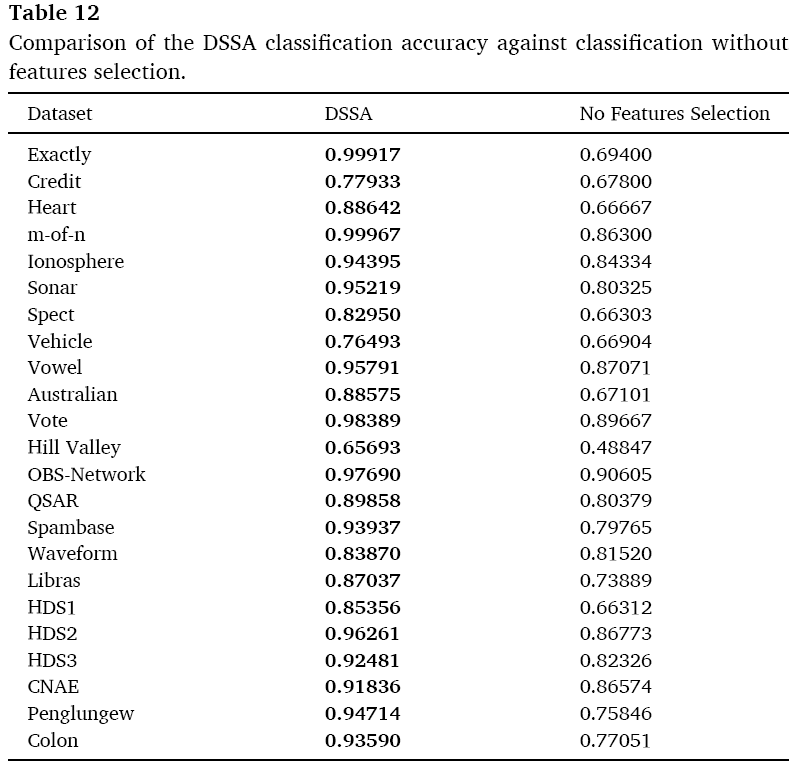 Table 12
Comparison of the DSSA classification accuracy against classification without
features selection.
Dataset DSSA No Features Selection
Exactly 0.99917 0.69400
Credit 0.77933 0.67800
Heart 0.88642 0.66667
m-of-n 0.99967 0.86300
Ionosphere 0.94395 0.84334
Sonar 0.95219 0.80325
Spect 0.82950 0.66303
Vehicle 0.76493 0.66904
Vowel 0.95791 0.87071
Australian 0.88575 0.67101
Vote 0.98389 0.89667
Hill Valley 0.65693 0.48847
OBS-Network 0.97690 0.90605
QSAR 0.89858 0.80379
Spambase 0.93937 0.79765
Waveform 0.83870 0.81520
Libras 0.87037 0.73889
HDS1 0.85356 0.66312
HDS2 0.96261 0.86773
HDS3 0.92481 0.82326
CNAE 0.91836 0.86574
Penglungew 0.94714 0.75846
Colon 0.93590 0.77051